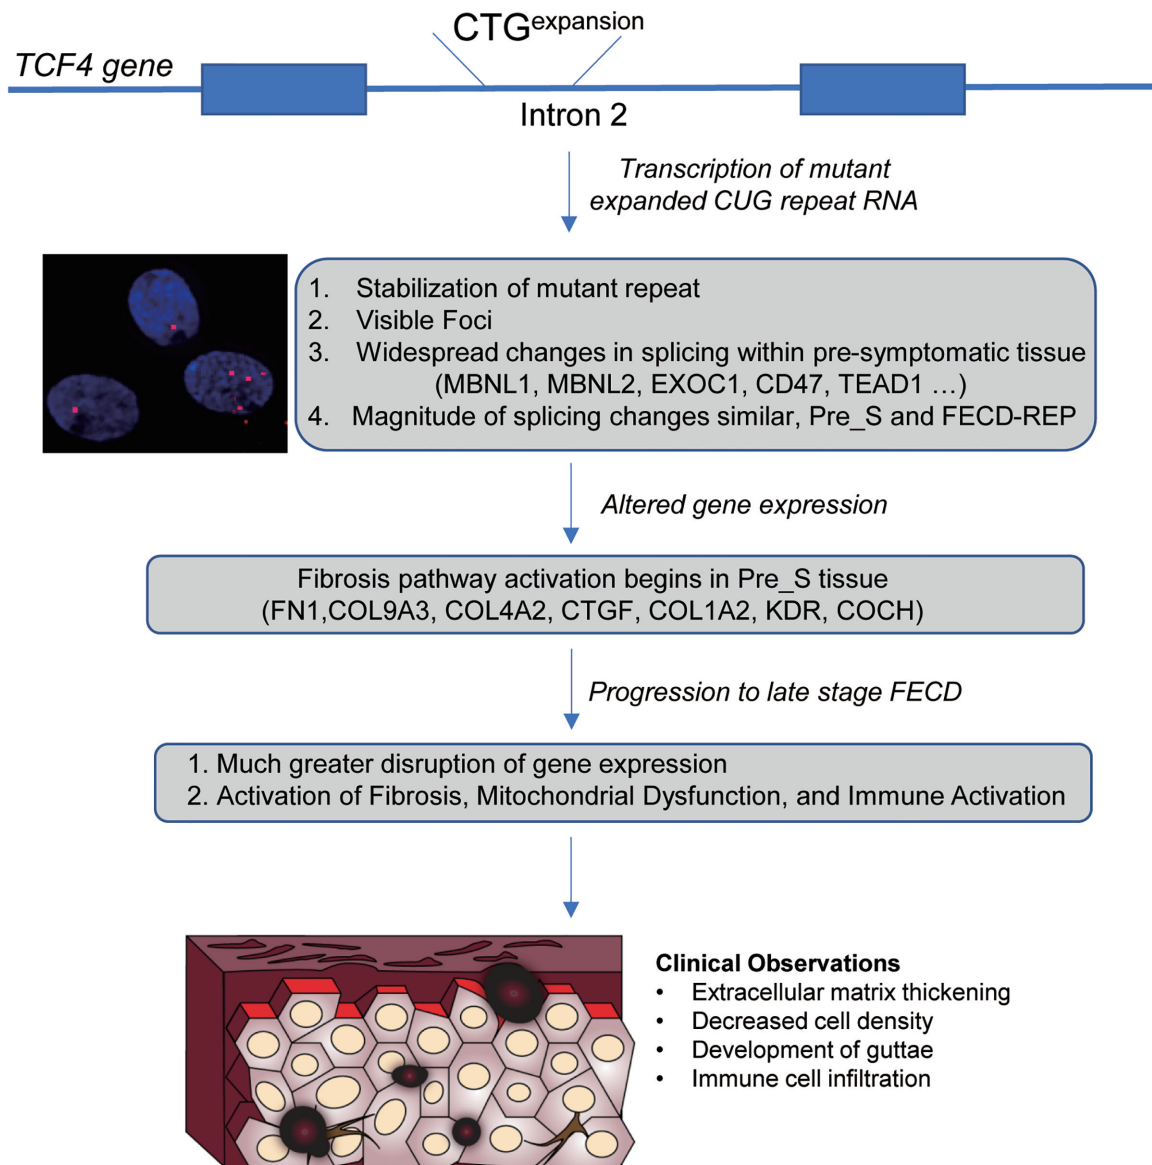 CTGexpansion
TCF4 gene
Intron 2
Transcription of mutant
expanded CUG repeat RNA
1. Stabilization of mutant repeat
2. Visible Foci
3. Widespread changes in splicing within pre-symptomatic tissue
(MBNL1, MBNL2, EXOC1, CD47, TEAD1 …)
4. Magnitude of splicing changes similar, Pre_S and FECD-REP
Altered gene expression
Fibrosis pathway activation begins in Pre_S tissue
(FN1,COL9A3, COL4A2, CTGF, COL1A2, KDR, COCH)
Progression to late stage FECD
1. Much greater disruption of gene expression
2. Activation of Fibrosis, Mitochondrial Dysfunction, and Immune Activation
Clinical Observations
• Extracellular matrix thickening
• Decreased cell density
• Development of guttae
• Immune cell infiltration